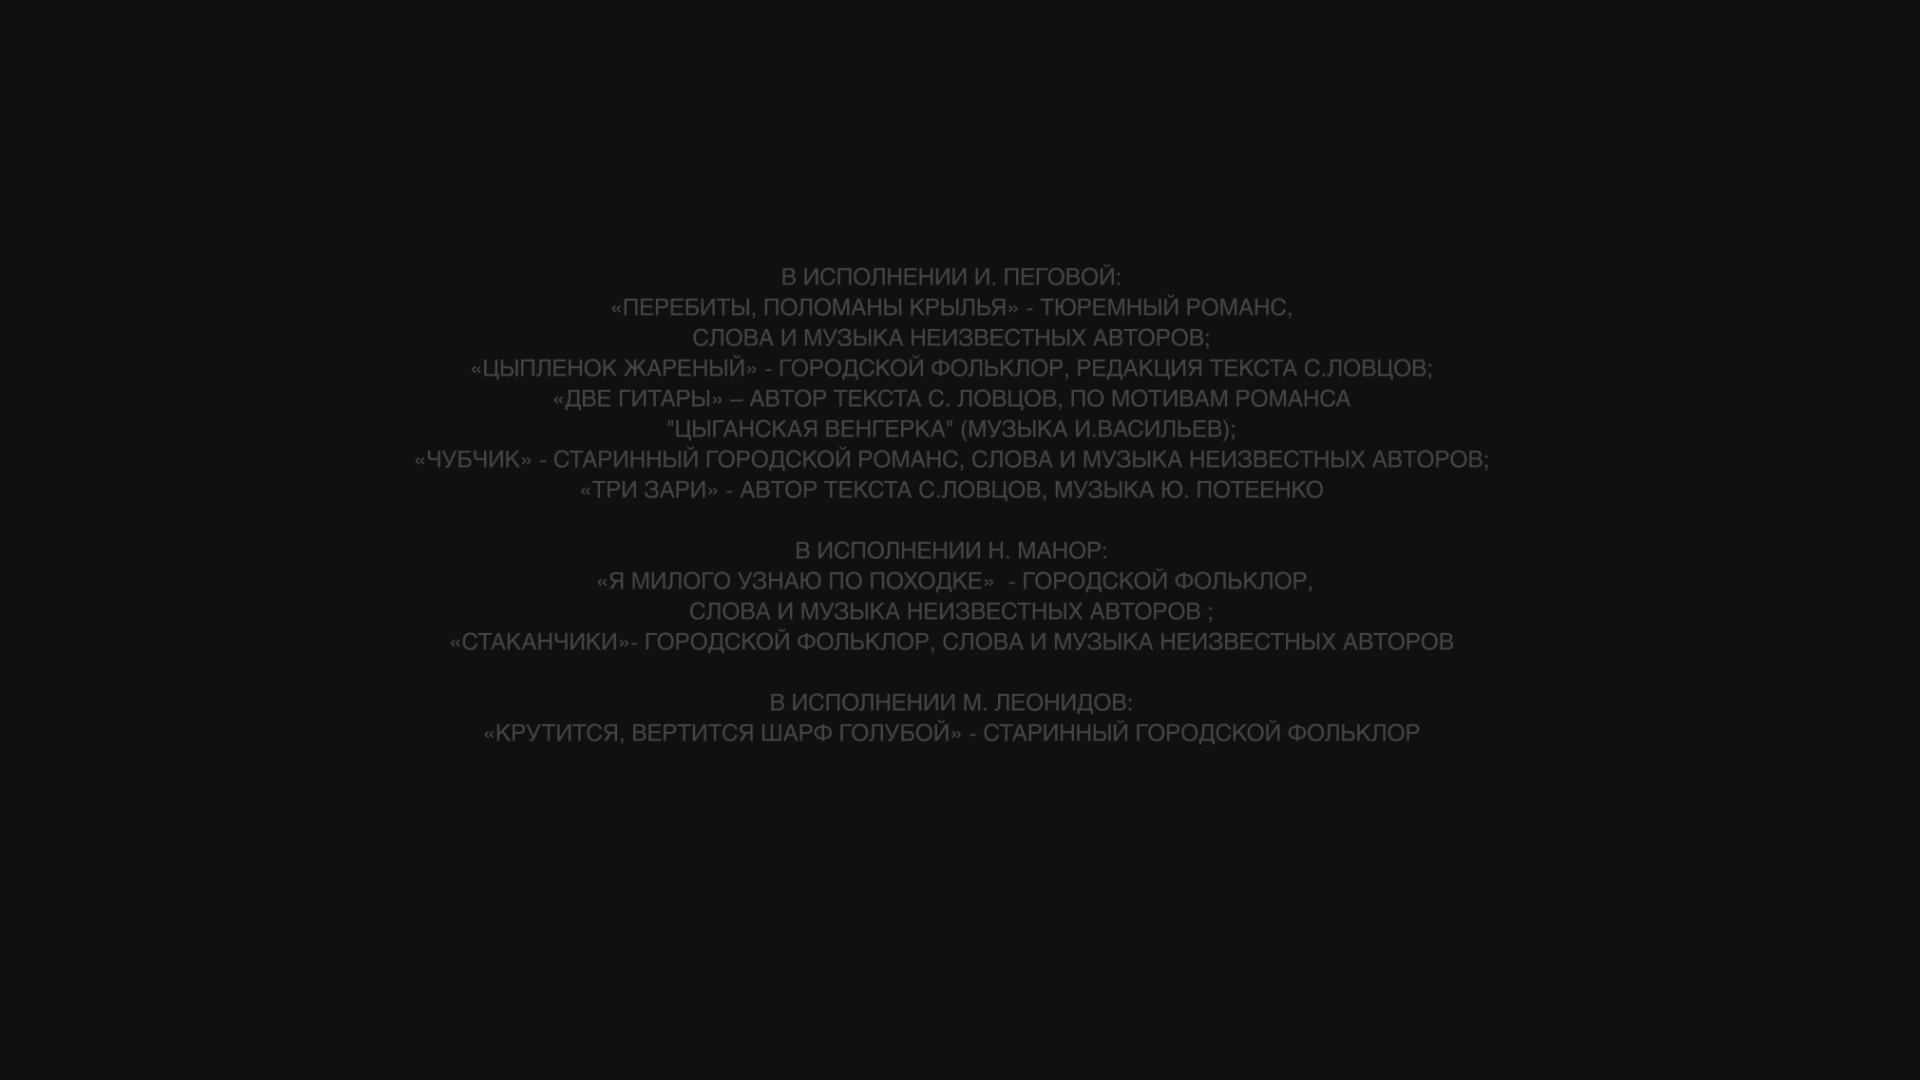 В ИСПОЛНЕНИИ И. ПЕГОВОЙ:
«ПЕРЕБИТЫ, ПОЛОМАНЫ КРЫЛЬЯ» - ТЮРЕМНЫЙ РОМАНС,
СЛОВА И МУЗЫКА НЕИЗВЕСТНЫХ АВТОРОВ;
«ЦЫПЛЕНОК ЖАРЕНЫЙ» - ГОРОДСКОЙ ФОЛЬКЛОР, РЕДАКЦИЯ ТЕКСТА С.ЛОВЦОВ;
«ДВЕ ГИТАРЫ» – АВТОР ТЕКСТА С. ЛОВЦОВ, ПО МОТИВАМ РОМАНСА
"ЦЫГАНСКАЯ ВЕНГЕРКА" (МУЗЫКА И.ВАСИЛЬЕВ);
«ЧУБЧИК» - СТАРИННЫЙ ГОРОДСКОЙ РОМАНС, СЛОВА И МУЗЫКА НЕИЗВЕСТНЫХ АВТОРОВ;
«ТРИ ЗАРИ» - АВТОР ТЕКСТА С.ЛОВЦОВ, МУЗЫКА Ю. ПОТЕЕНКО
В ИСПОЛНЕНИИ Н. МАНОР:
«Я МИЛОГО УЗНАЮ ПО ПОХОДКЕ»  - ГОРОДСКОЙ ФОЛЬКЛОР,
СЛОВА И МУЗЫКА НЕИЗВЕСТНЫХ АВТОРОВ ;
«СТАКАНЧИКИ»- ГОРОДСКОЙ ФОЛЬКЛОР, СЛОВА И МУЗЫКА НЕИЗВЕСТНЫХ АВТОРОВ
В ИСПОЛНЕНИИ М. ЛЕОНИДОВ:
«КРУТИТСЯ, ВЕРТИТСЯ ШАРФ ГОЛУБОЙ» - СТАРИННЫЙ ГОРОДСКОЙ ФОЛЬКЛОР